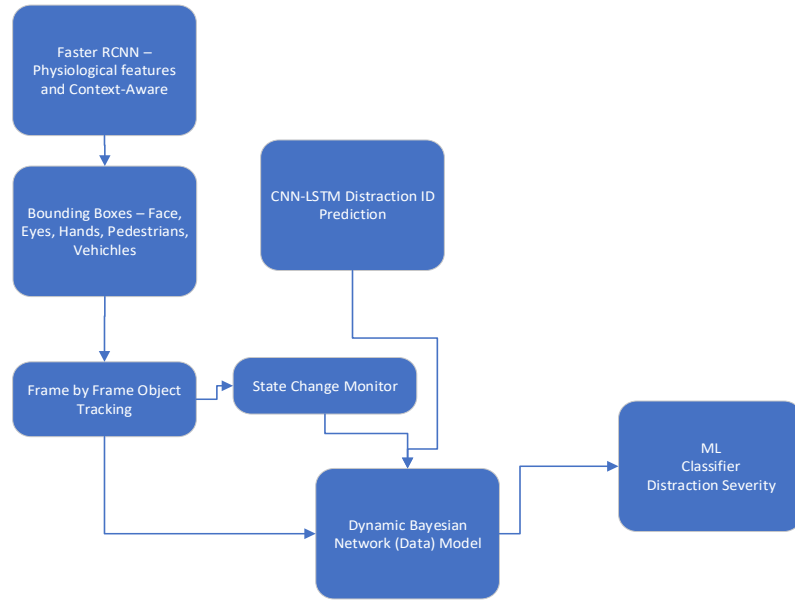 Faster RCNN –
Physiological features
and Context-Aware
Bounding Boxes – Face,
Eyes, Hands, Pedestrians,
Vehichles
CNN-LSTM Distraction ID
Prediction
Frame by Frame Object
Tracking
State Change Monitor
Dynamic Bayesian
Network (Data) Model
ML
Classifier
Distraction Severity